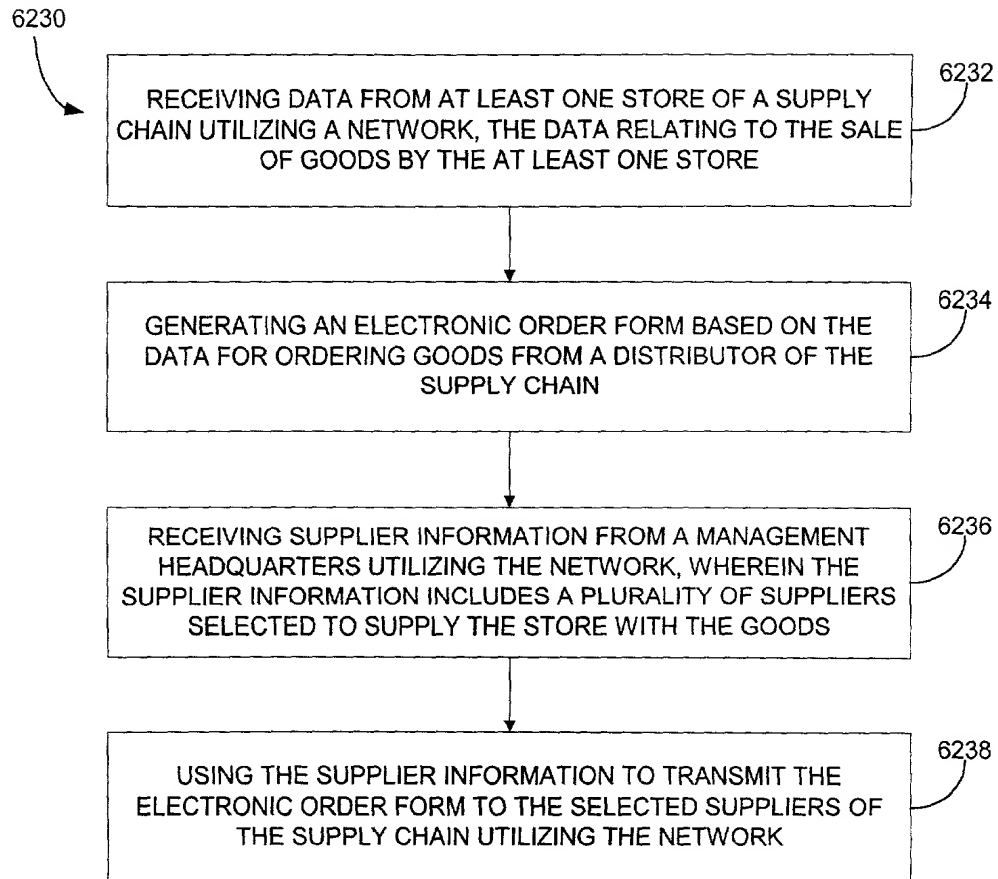 6230
6232
RECEIVING DATA FROM AT LEAST ONE STORE OF A SUPPLY
CHAIN UTILIZING A NETWORK, THE DATA RELATING TO THE SALE
OF GOODS BY THE AT LEAST ONE STORE
6234
GENERATING AN ELECTRONIC ORDER FORM BASED ON THE
DATA FOR ORDERING GOODS FROM A DISTRIBUTOR OF THE
SUPPLY CHAIN
6236
RECEIVING SUPPLIER INFORMATION FROM A MANAGEMENT
HEADQUARTERS UTILIZING THE NETWORK, WHEREIN THE
SUPPLIER INFORMATION INCLUDES A PLURALITY OF SUPPLIERS
SELECTED TO SUPPLY THE STORE WITH THE GOODS
6238
USING THE SUPPLIER INFORMATION TO TRANSMIT THE
ELECTRONIC ORDER FORM TO THE SELECTED SUPPLIERS OF
THE SUPPLY CHAIN UTILIZING THE NETWORK